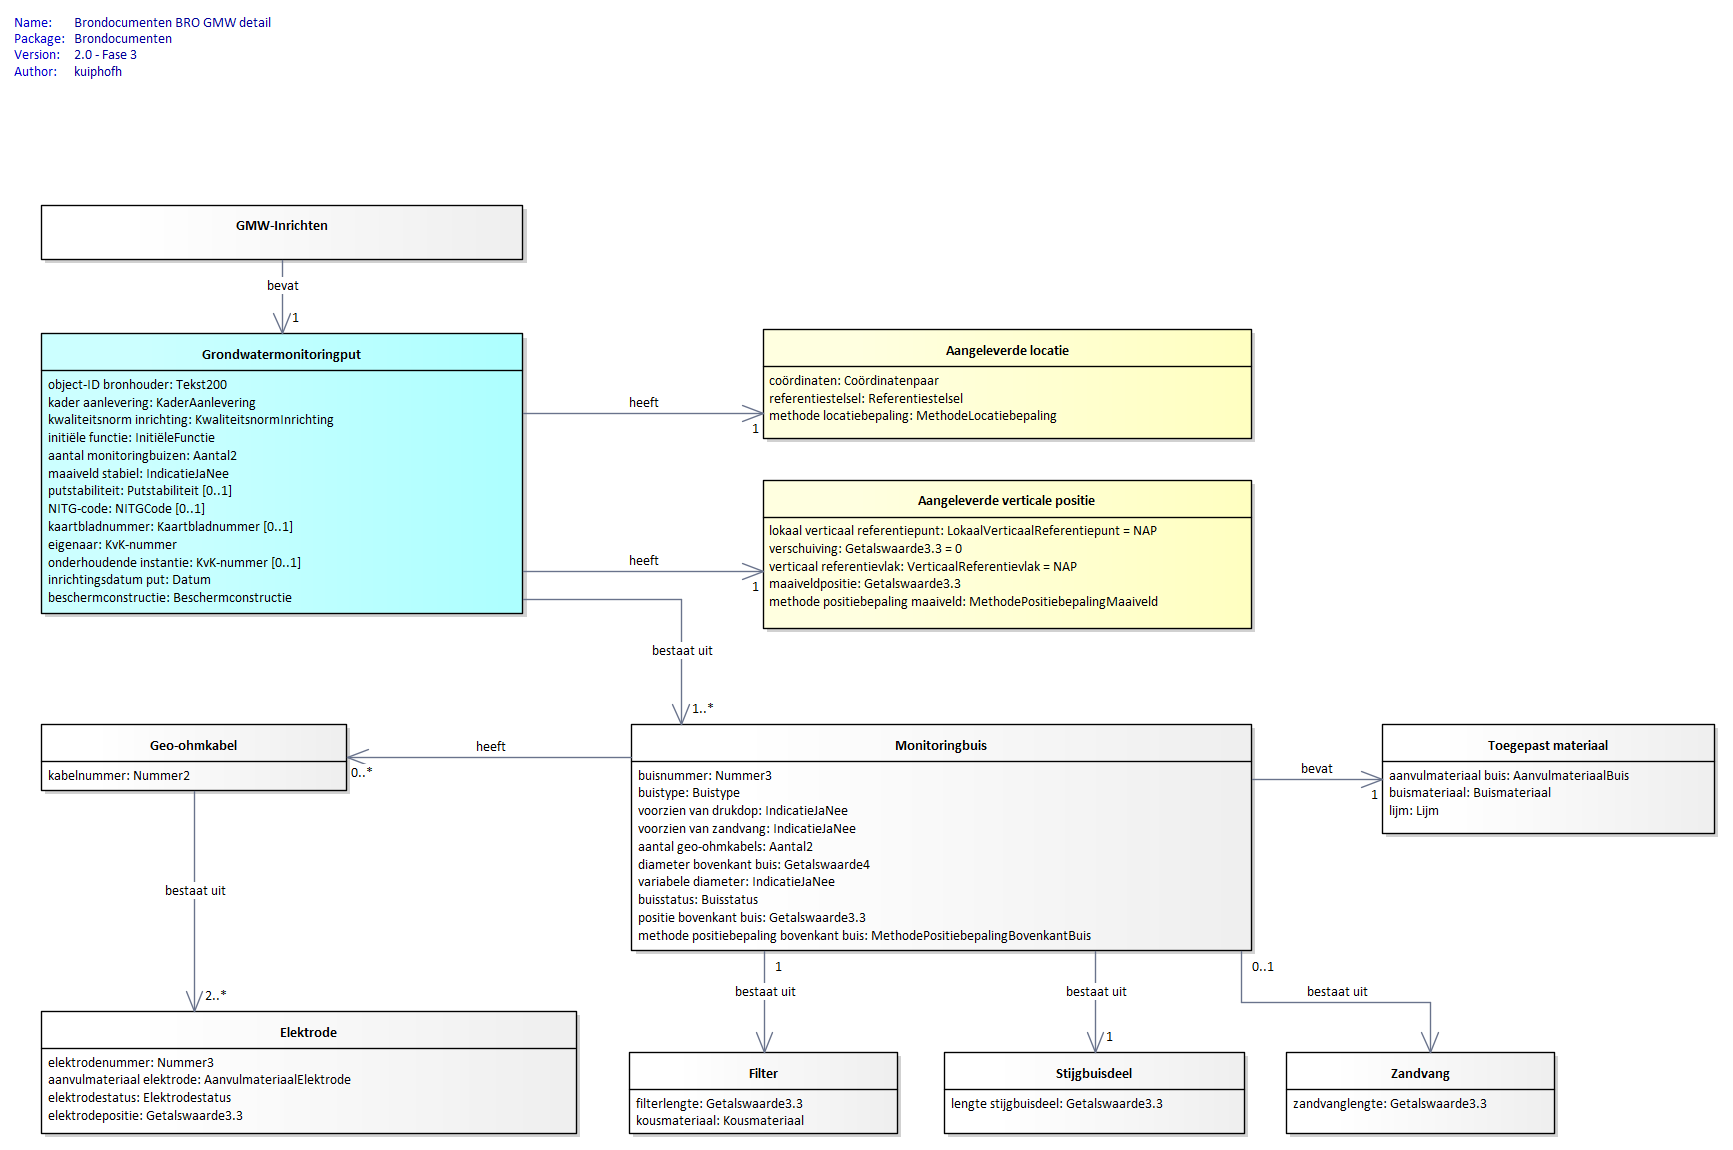 Name: Brondocumenten BRO GMW detail
Package: Brondocumenten
Version: 2.0 - Fase 3
Author: kuiphofh
GMW-Inrichten
bevat
1
Grondwatermonitoringput
object-ID bronhouder: Tekst200
kader aanlevering: KaderAanlevering
kwaliteitsnorm inrichting: KwaliteitsnormInrichting
initiële functie: InitiëleFunctie
aantal monitoringbuizen: Aantal2
maaiveld stabiel: IndicatieJaNee
putstabiliteit: Putstabiliteit [0..1]
NITG-code: NITGCode [0..1]
kaartbladnummer: Kaartbladnummer [0..1]
eigenaar: KvK-nummer
onderhoudende instantie: KvK-nummer [0..1]
inrichtingsdatum put: Datum
beschermconstructie: Beschermconstructie
heeft
1
Aangeleverde locatie
coördinaten: Coördinatenpaar
referentiestelsel: Referentiestelsel
methode locatiebepaling: MethodeLocatiebepaling
heeft
1
Aangeleverde verticale positie
lokaal verticaal referentiepunt: LokaalVerticaalReferentiepunt = NAP
verschuiving: Getalswaarde3.3 = 0
verticaal referentievlak: VerticaalReferentievlak = NAP
maaiveldpositie: Getalswaarde3.3
methode positiebepaling maaiveld: MethodePositiebepalingMaaiveld
bestaat uit
1..*
Geo-ohmkabel
kabelnummer: Nummer2
heeft
0..*
Monitoringbuis
buisnummer: Nummer3
buistype: Buistype
voorzien van drukdop: IndicatieJaNee
voorzien van zandvang: IndicatieJaNee
aantal geo-ohmkabels: Aantal2
diameter bovenkant buis: Getalswaarde4
variabele diameter: IndicatieJaNee
buisstatus: Buisstatus
positie bovenkant buis: Getalswaarde3.3
methode positiebepaling bovenkant buis: MethodePositiebepalingBovenkantBuis
bevat
1
Toegepast materiaal
aanvulmateriaal buis: AanvulmateriaalBuis
buismateriaal: Buismateriaal
lijm: Lijm
bestaat uit
2..*
Elektrode
elektrodenummer: Nummer3
aanvulmateriaal elektrode: AanvulmateriaalElektrode
elektrodestatus: Elektrodestatus
elektrodepositie: Getalswaarde3.3
1
bestaat uit
Filter
filterlengte: Getalswaarde3.3
kousmateriaal: Kousmateriaal
bestaat uit
1
Stijgbuisdeel
lengte stijgbuisdeel: Getalswaarde3.3
0..1
bestaat uit
Zandvang
zandvanglengte: Getalswaarde3.3